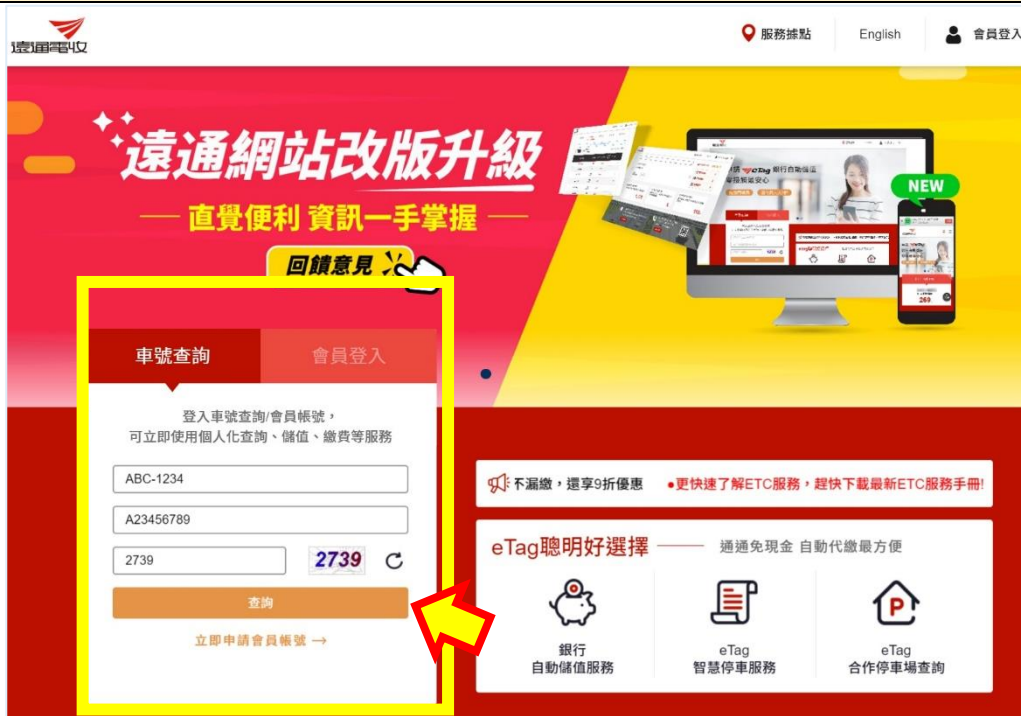 遠通電收
服務據點
English
會員登入
遠通網站改版升級
直覺便利 資訊一手掌握
回饋意見
NEW
車號查詢
會員登入
登入車號查詢/會員帳號，
可立即使用個人化查詢、儲值、繳費等服務
ABC-1234
A23456789
2739
2739
查詢
立即申請會員帳號 →
不漏繳，還享9折優惠 ●更快速了解ETC服務，趕快下載最新ETC服務手冊!
eTag聰明好選擇
通通免現金 自動代繳最方便
銀行
自動儲值服務
eTag
智慧停車服務
P
eTag
合作停車場查詢